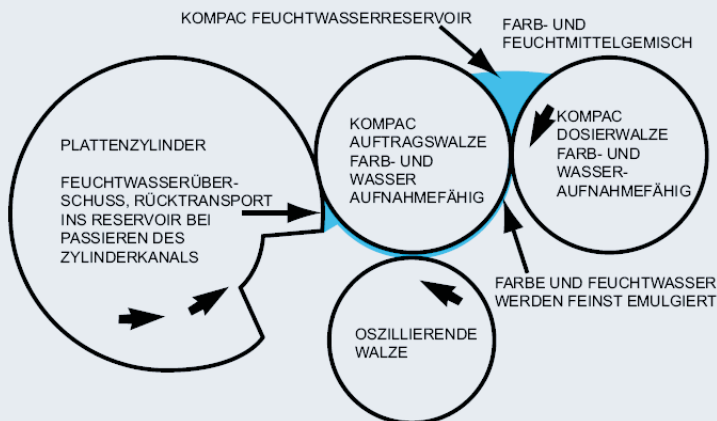 KOMPAC FEUCHTWASSERRESERVOIR
FARB- UND
FEUCHTMITTELGEMISCH
PLATTENZYLINDER
FEUCHTWASSERÜBER-
SCHUSS, RÜCKTRANSPORT
INS RESERVOIR BEI
PASSIEREN DES
ZYLINDERKANALS
KOMPAC
AUFTRAGSWALZE
FARB- UND
WASSER
AUFNAHMEFÄHIG
KOMPAC
DOSIERWALZE
FARB- UND
WASSER-
AUFNAHMEFÄHIG
FARBE UND FEUCHTWASSER
WERDEN FEINST EMULGIERT
OSZILLIERENDE
WALZE